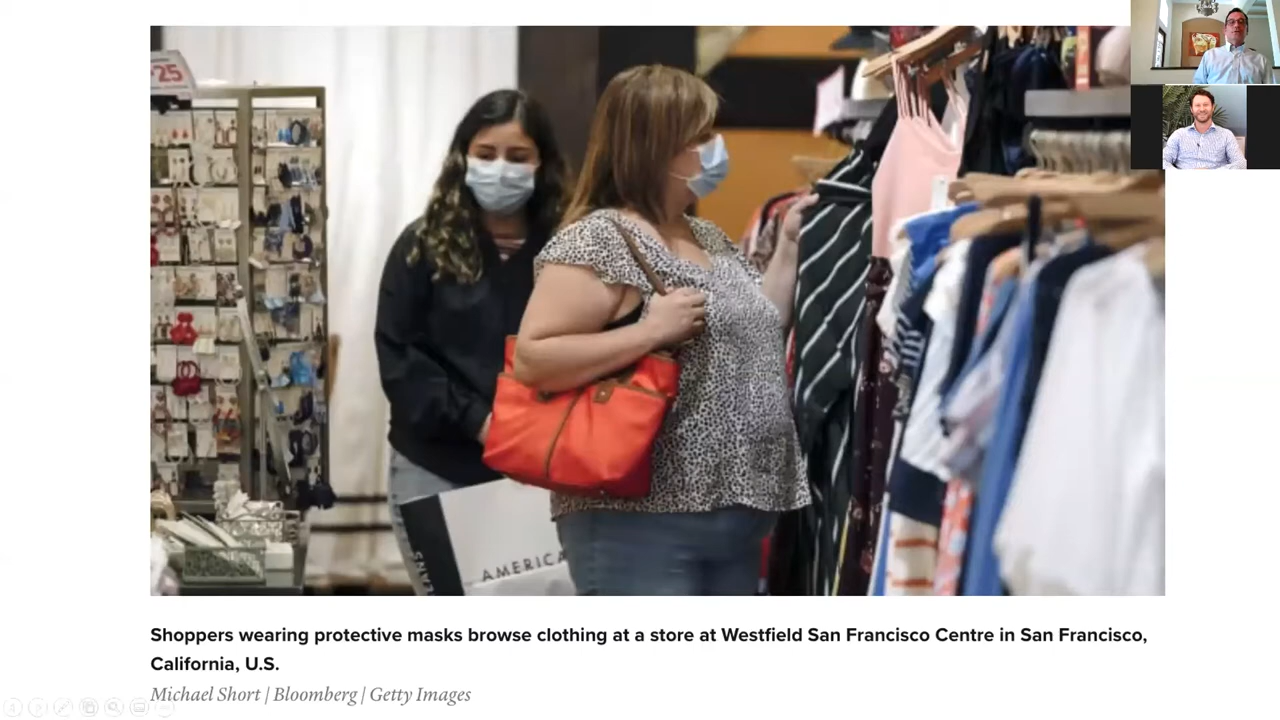 25
AMERICA
EANS
Shoppers wearing protective masks browse clothing at a store at Westfield San Francisco Centre in San Francisco,
California, U.S.
Michael Short | Bloomberg | Getty Images